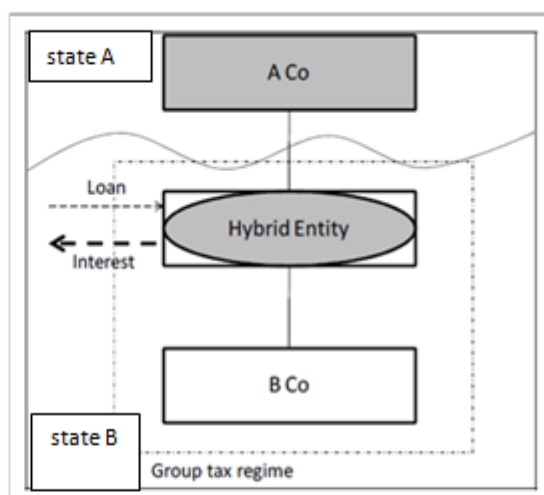 state A
A Co
Loan
Hybrid Entity
Interest
B Co
state B
Group tax regime